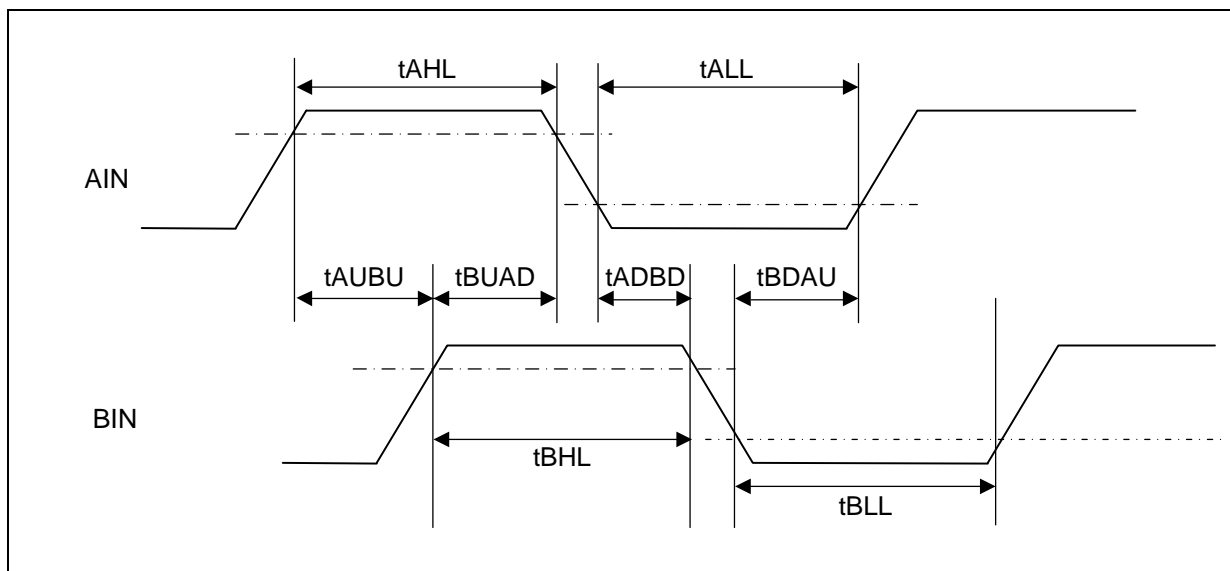 tAHL
tALL
AIN
tAUBU
tBUAD
tADBD
tBDAU
BIN
tBHL
tBLL